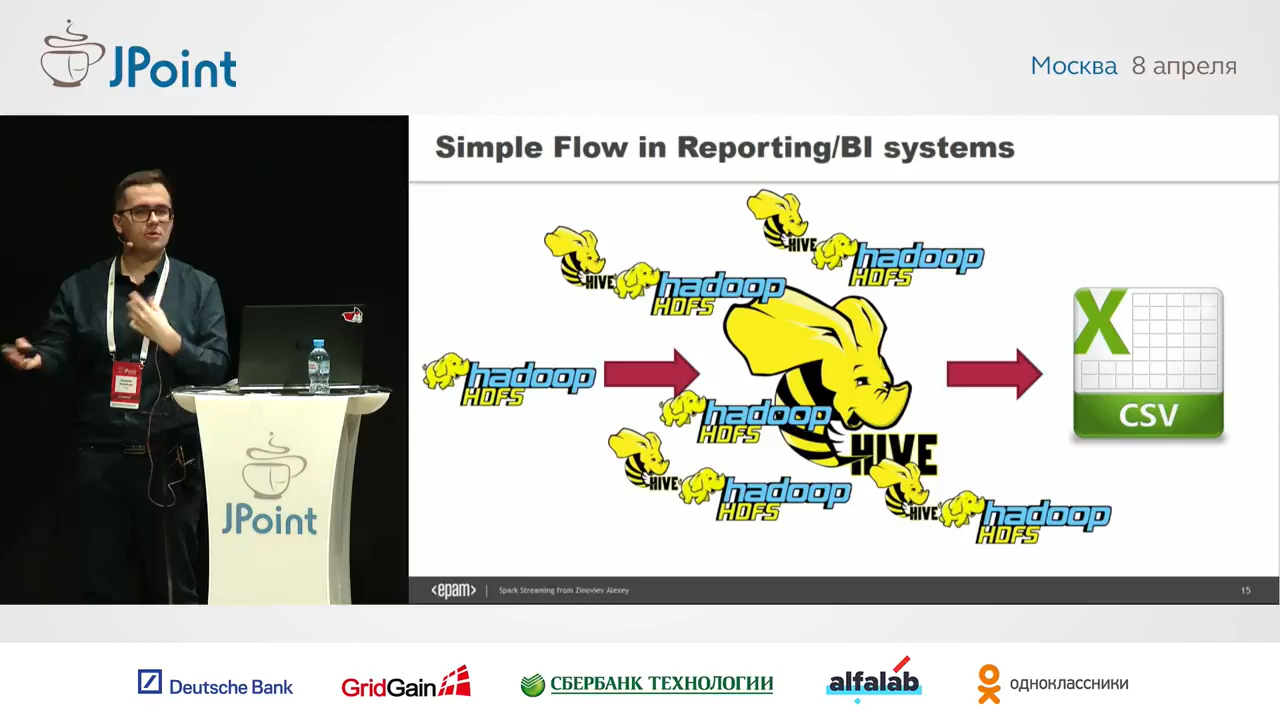 JPoint
Москва 8 апреля
Simple Flow in Reporting/BI systems
HIVE
hadoop
HDFS
HIVE
hadoop
HDFS
hadoop
HDFS
hadoop
HDFS
HIVE
X
CSV
HIVE
hadoop
HDFS
HIVE
hadoop
HDFS
JPoint
<epam> | Spark Streaming from Zinoviev Alexey 15
Deutsche Bank
GridGain
СБЕРБАНК ТЕХНОЛОГИИ
alfalab
одноклассники